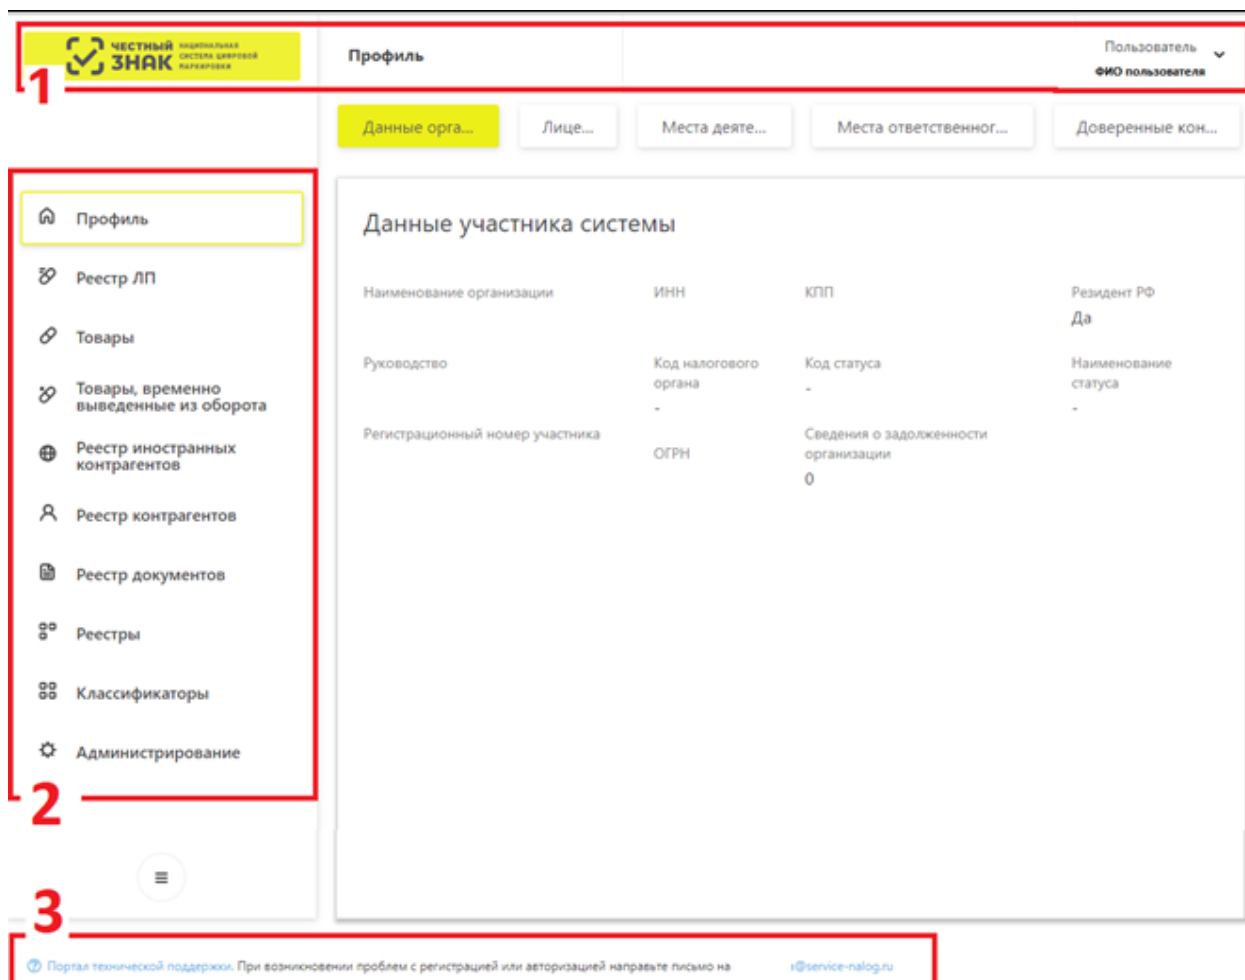 ЧЕСТНЫЙ ЗНАК
НАЦИОНАЛЬНАЯ СИСТЕМА ЦИФРОВОЙ МАРКИРОВКИ
Профиль
Пользователь
ФИО пользователя
1
Данные орга...
Лице...
Места деяте...
Места ответственног...
Доверенные кон...
Профиль
Реестр ЛП
Товары
Товары, временно
выведенные из оборота
Реестр иностранных
контрагентов
Реестр контрагентов
Реестр документов
Реестры
Классификаторы
Администрирование
2
Данные участника системы
Наименование организации
ИНН
КПП
Резидент РФ
Да
Руководство
Код налогового
органа
-
Код статуса
-
Наименование
статуса
-
Регистрационный номер участника
ОГРН
Сведения о задолженности
организации
0
3
Портал технической поддержки. При возникновении проблем с регистрацией или авторизацией направьте письмо на @service-nalog.ru